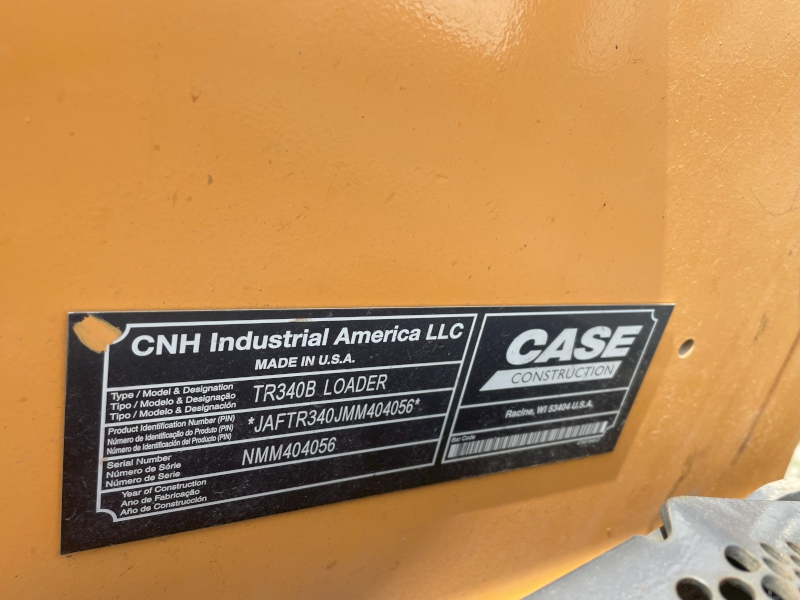 CNH Industrial America LLC
MADE IN U.S.A.
Type / Model & Designation
Tipo / Modelo & Designação
Tipo / Modelo & Designación
TR340B LOADER
Product Identification Number (PIN)
Número de Identificação do Produto (PIN)
Número de Identificación del Producto (PIN)
*JAFTR340JMM404056*
Serial Number
Número de Série
Número de Serie
NMM404056
Year of Construction
Ano de Fabricação
Año de Construcción
CASE
CONSTRUCTION
Racine, WI 53404 U.S.A.
Bar Code